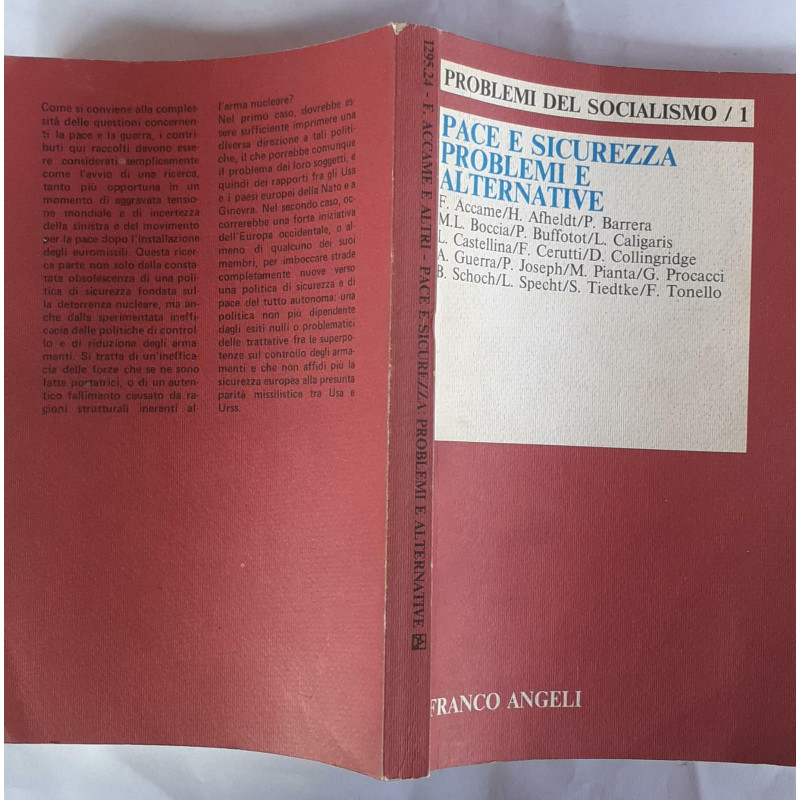 Come si conviene alla comples-
sità delle questioni concernen-
ti la pace e la guerra, i contri-
buti qui raccolti devono esse-
re considerati semplicemente
come l'avvio di una ricerca,
tanto più opportuna in un
momento di aggravata tensio-
ne mondiale e di incertezza
della sinistra e del movimento
per la pace dopo l'installazione
degli euromissili. Questa ricer-
ca parte non solo dalla consta-
tata obsolescenza di una poli-
tica di sicurezza fondata sul-
la deterrenza nucleare, ma an-
che dalla sperimentata ineffi-
cacia delle politiche di control-
lo e di riduzione degli arma-
menti. Si tratta di un'ineffica-
cia delle forze che se ne sono
fatte portatrici, o di un auten-
tico fallimento causato da ra-
gioni strutturali inerenti al-
l'arma nucleare?
Nel primo caso, dovrebbe es-
sere sufficiente imprimere una
diversa direzione a tali politi-
che, il che porrebbe comunque
il problema dei loro soggetti, e
quindi dei rapporti fra gli Usa
e i paesi europei della Nato e a
Ginevra. Nel secondo caso, oc-
correrebbe una forte iniziativa
dell'Europa occidentale, o al-
meno di qualcuno dei suoi
membri, per imboccare strade
completamente nuove verso
una politica di sicurezza e di
pace del tutto autonoma: una
politica non più dipendente
dagli esiti nulli o problematici
delle trattative fra le superpo-
tenze sul controllo degli arma-
menti e che non affidi più la
sicurezza europea alla presunta
parità missilistica tra Usa e
Urss.
1295.24 - F. ACCAME E ALTRI - PACE E SICUREZZA: PROBLEMI E ALTERNATIVE
PROBLEMI DEL SOCIALISMO / 1
PACE E SICUREZZA
PROBLEMI E
ALTERNATIVE
F. Accame/H. Afheldt/P. Barrera
M.L. Boccia/P. Buffotot/L. Caligaris
L. Castellina/F. Cerutti/D. Collingridge
A. Guerra/P. Joseph/M. Pianta/G. Procacci
B. Schoch/L. Specht/S. Tiedtke/F. Tonello
FRANCO ANGELI